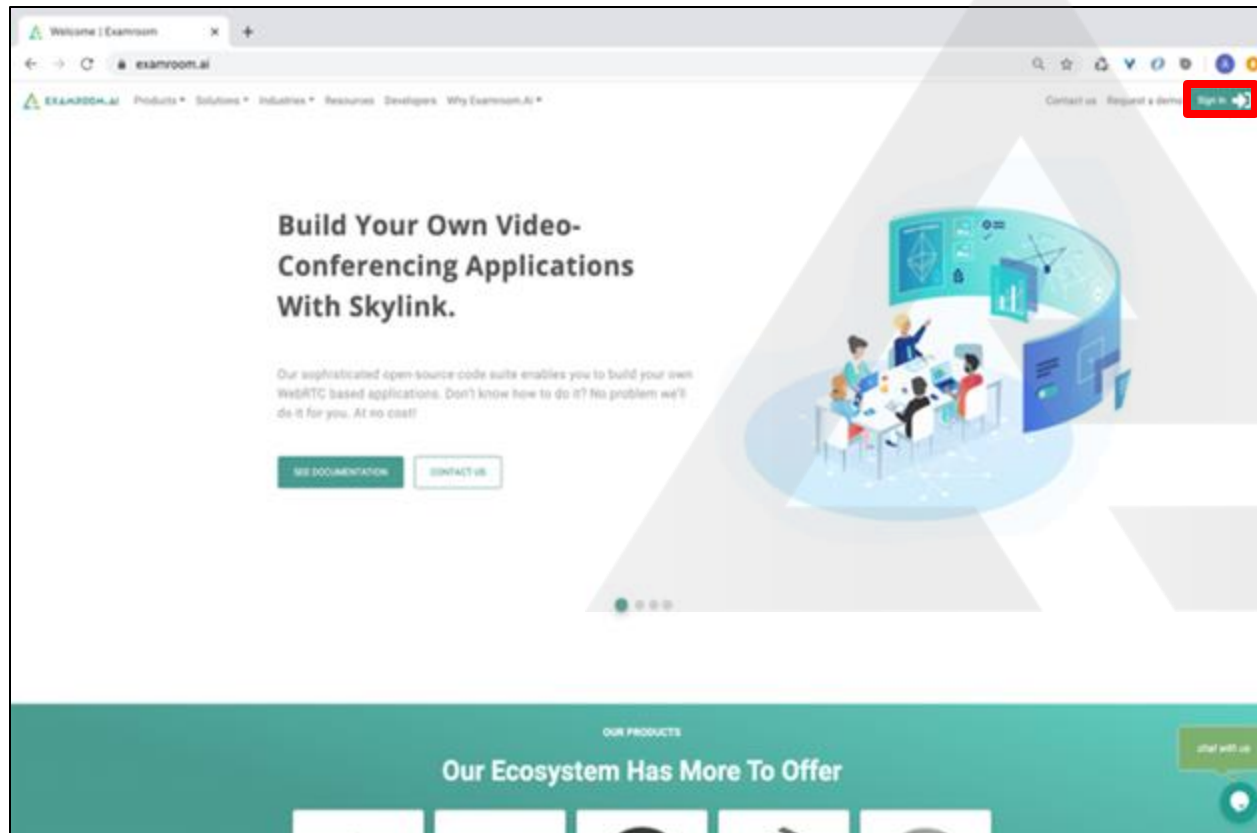 Welcome | Examroom
examroom.ai
EXAMROOM.AI Products Solutions Industries Resources Developers Why Examroom.Ai Contact us Request a demo Sign In
Build Your Own Video-
Conferencing Applications
With Skylink.
Our sophisticated open source code suite enables you to build your own
WebRTC based applications. Don't know how to do it? No problem we'll
do it for you. At no cost!
SEE DOCUMENTATION CONTACT US
OUR PRODUCTS
Our Ecosystem Has More To Offer
chat with us